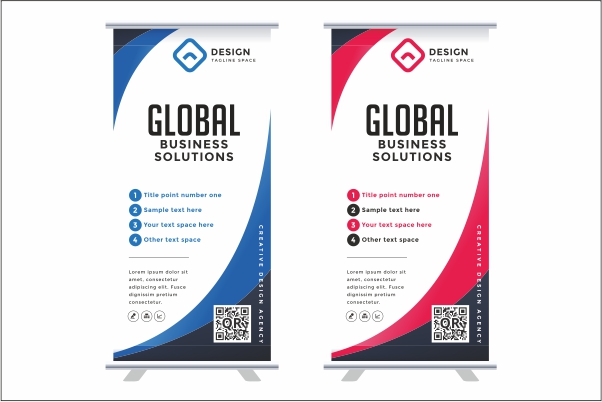 DESIGN
TAGLINE SPACE
GLOBAL
BUSINESS
SOLUTIONS
1 Title point number one
2 Sample text here
3 Your text space here
4 Other text space
Lorem ipsum dolor sit
amet, consectetur
adipiscing elit. Fusce
dignissim pretium
consectetur.
CREATIVE DESIGN AGENCY
QR
DESIGN
TAGLINE SPACE
GLOBAL
BUSINESS
SOLUTIONS
1 Title point number one
2 Sample text here
3 Your text space here
4 Other text space
Lorem ipsum dolor sit
amet, consectetur
adipiscing elit. Fusce
dignissim pretium
consectetur.
CREATIVE DESIGN AGENCY
QR